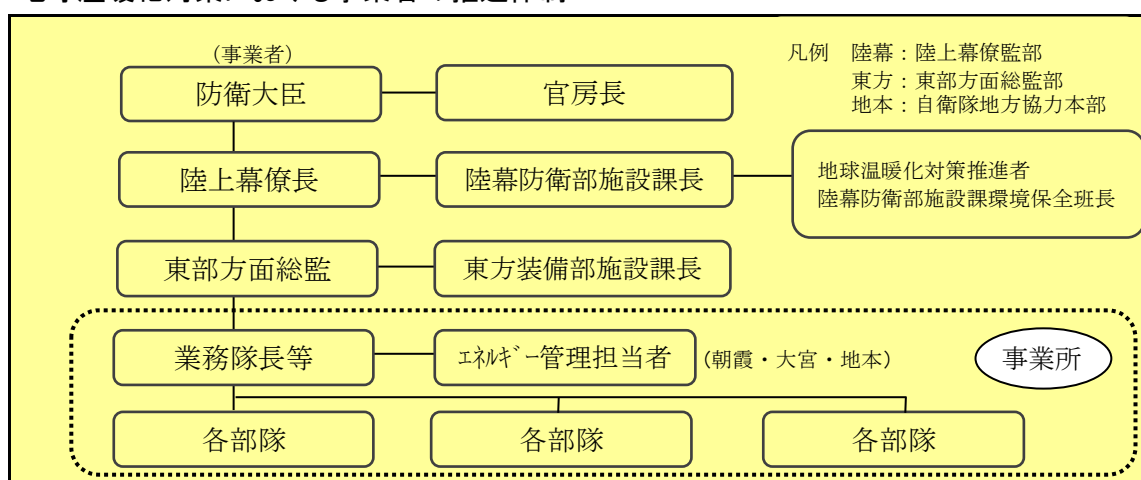 (事業者)
防衛大臣
官房長
凡例 陸幕：陸上幕僚監部
東方：東部方面総監部
地本：自衛隊地方協力本部
陸上幕僚長
陸幕防衛部施設課長
地球温暖化対策推進者
陸幕防衛部施設課環境保全班長
東部方面総監
東方装備部施設課長
業務隊長等
ｴﾈﾙｷﾞｰ管理担当者
(朝霞・大宮・地本)
事業所
各部隊
各部隊
各部隊